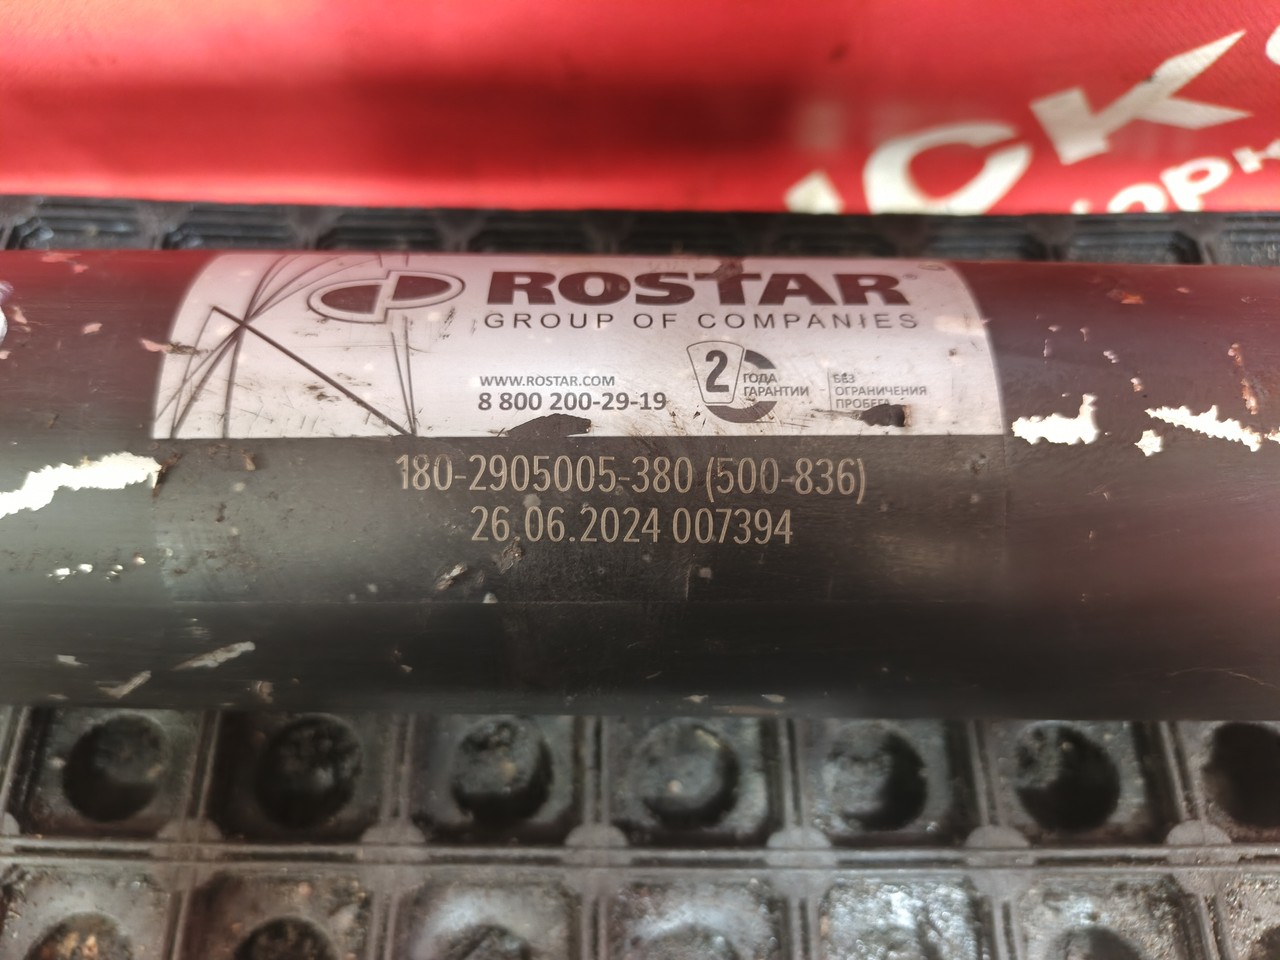 ROSTAR®
GROUP OF COMPANIES
WWW.ROSTAR.COM
8 800 200-29-19
2 ГОДА
ГАРАНТИИ
БЕЗ
ОГРАНИЧЕНИЯ
ПРОБЕГА
180-2905005-380 (500-836)
26.06.2024 007394